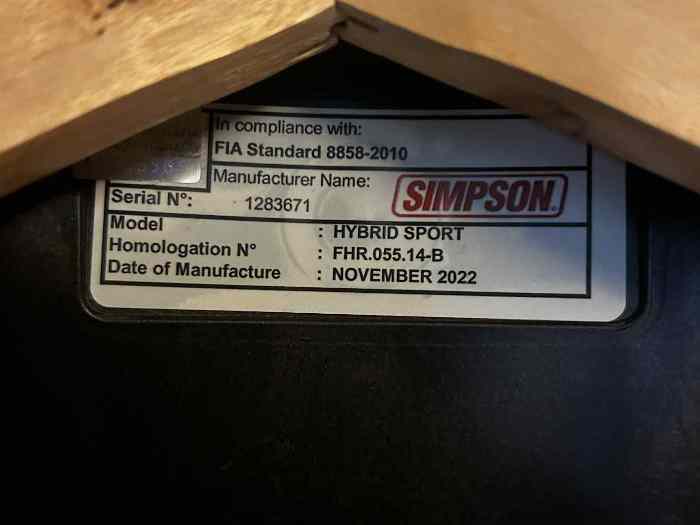 In compliance with:
FIA Standard 8858-2010
Manufacturer Name: SIMPSON
Serial N°: 1283671
Model : HYBRID SPORT
Homologation N° : FHR.055.14-B
Date of Manufacture : NOVEMBER 2022